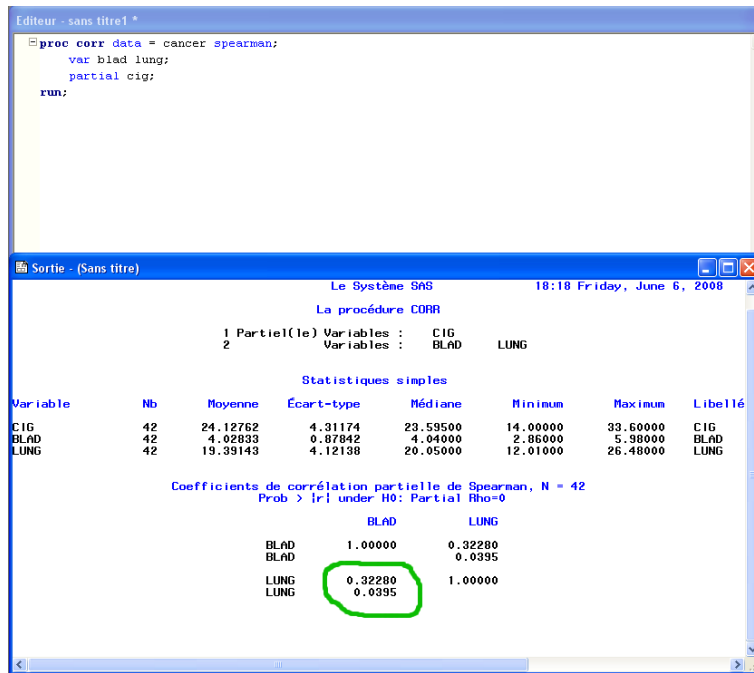 Editeur - sans titre1 *
proc corr data = cancer spearman;
var blad lung;
partial cig;
run;
Sortie - (Sans titre)
Le Système SAS 18:18 Friday, June 6, 2008
La procédure CORR
1 Partiel(le) Variables : CIG
2 Variables : BLAD LUNG
Statistiques simples
Variable Nb Moyenne Écart-type Médiane Minimum Maximum Libellé
CIG 42 24.12762 4.31174 23.59500 14.00000 33.60000 CIG
BLAD 42 4.02833 0.87842 4.04000 2.86000 5.98000 BLAD
LUNG 42 19.39143 4.12138 20.05000 12.01000 26.48000 LUNG
Coefficients de corrélation partielle de Spearman, N = 42
Prob > |r| under H0: Partial Rho=0
BLAD LUNG
BLAD 1.00000 0.32280
BLAD 0.0395
LUNG 0.32280 1.00000
LUNG 0.0395